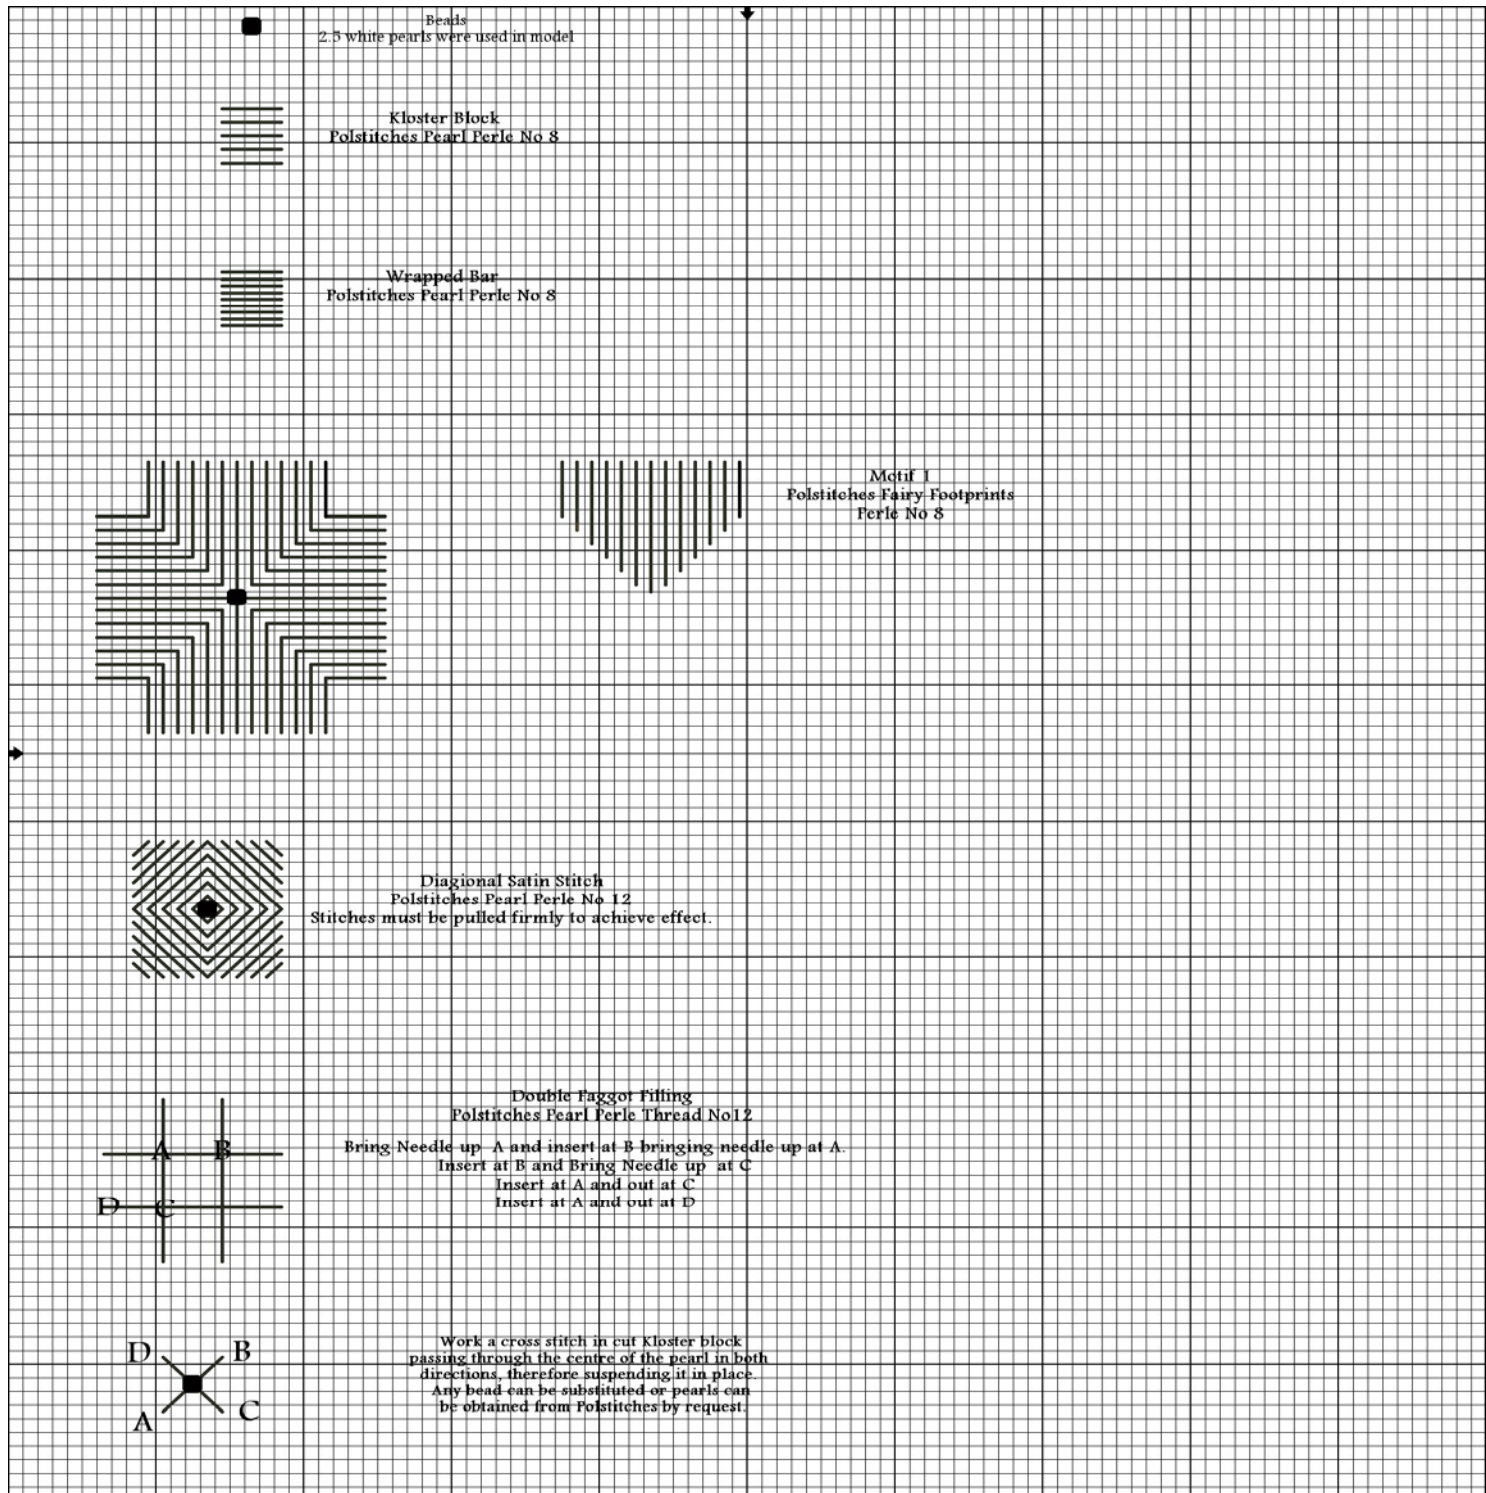 Beads
2.5 white pearls were used in model
Kloster Block
Polstitches Pearl Perle No 8
Wrapped Bar
Polstitches Pearl Perle No 8
Motif 1
Polstitches Fairy Footprints
Perle No 8
Diagional Satin Stitch
Polstitches Pearl Perle No 12
Stitches must be pulled firmly to achieve effect.
Double Faggot Filling
Polstitches Pearl Perle Thread No12
A B
Bring Needle up A and insert at B bringing needle up at A.
Insert at B and Bring Needle up at C
Insert at A and out at C
D C
Insert at A and out at D
Work a cross stitch in cut Kloster block
passing through the centre of the pearl in both
directions, therefore suspending it in place.
Any bead can be substituted or pearls can
be obtained from Polstitches by request.
D B
A C